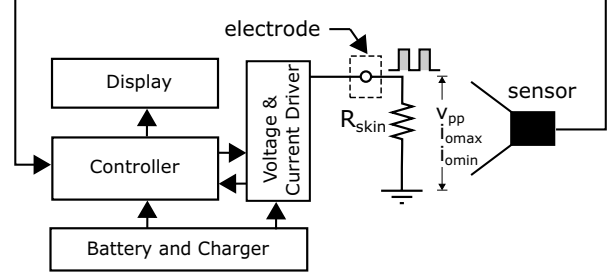 electrode
Display
Voltage &
Current Driver
sensor
R_skin
v_pp
i_omax
i_omin
Controller
Battery and Charger